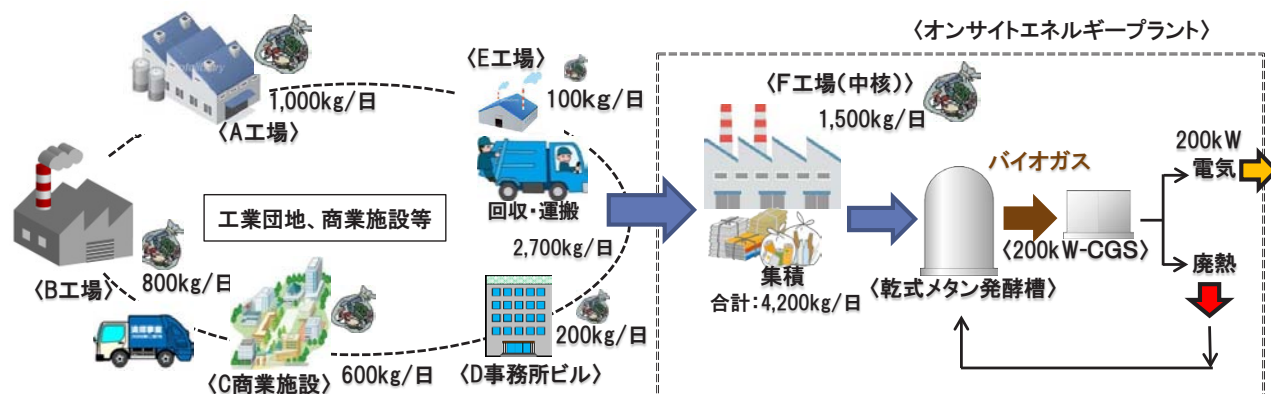 〈オンサイトエネルギープラント〉
〈E工場〉
100kg/日
〈F工場(中核)〉
1,500kg/日
1,000kg/日
〈A工場〉
200kW
電気
バイオガス
工業団地、商業施設等
回収・運搬
2,700kg/日
〈200kW-CGS〉
集積
合計:4,200kg/日
〈乾式メタン発酵槽〉
廃熱
800kg/日
〈B工場〉
200kg/日
〈C商業施設〉
600kg/日
〈D事務所ビル〉